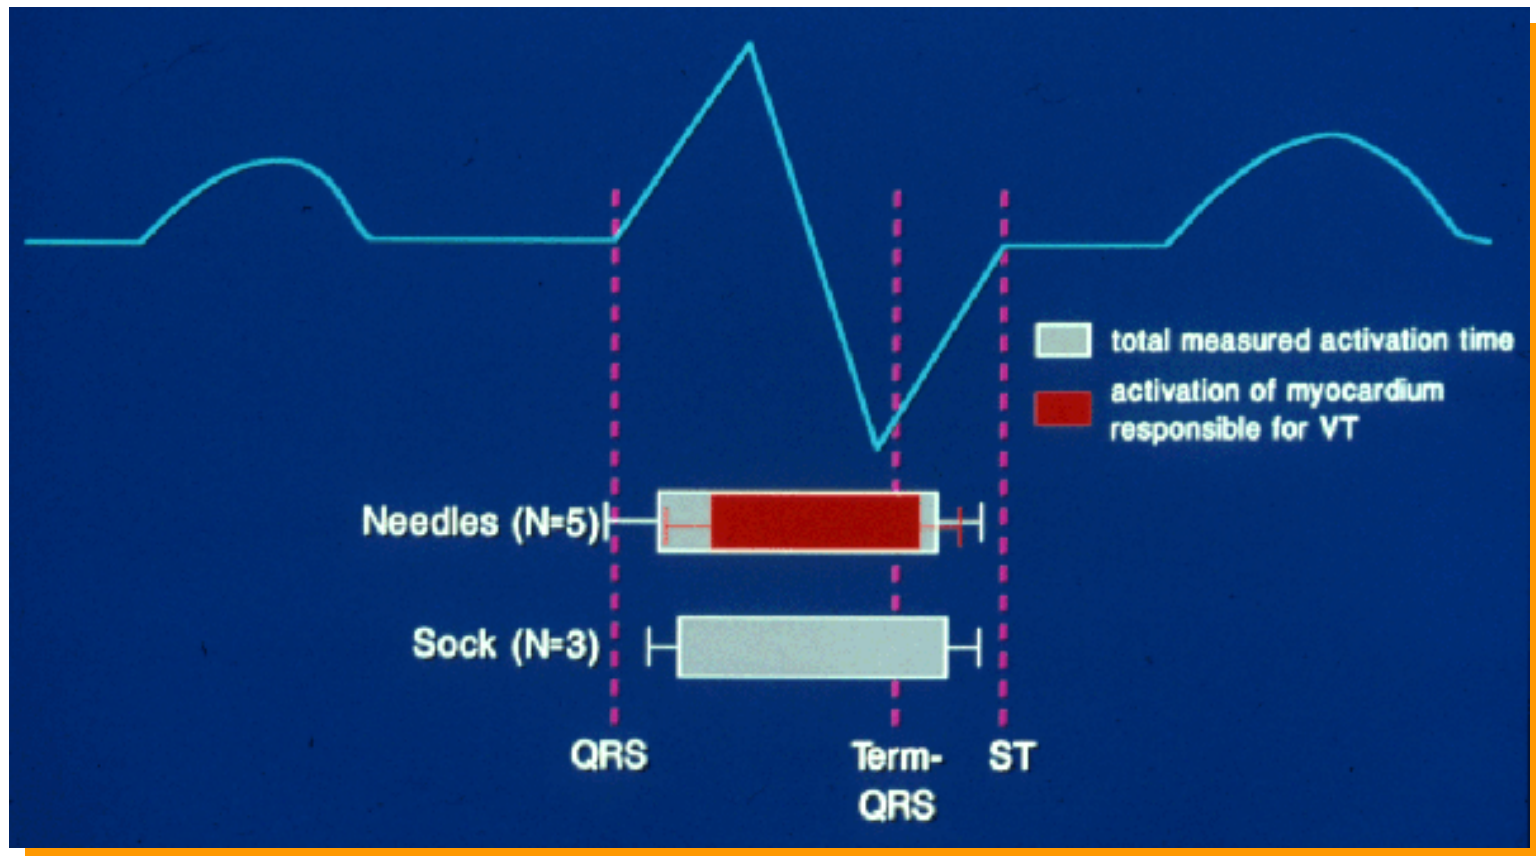 total measured activation time
activation of myocardium
responsible for VT
Needles (N=5)
Sock (N=3)
QRS
Term-
QRS
ST